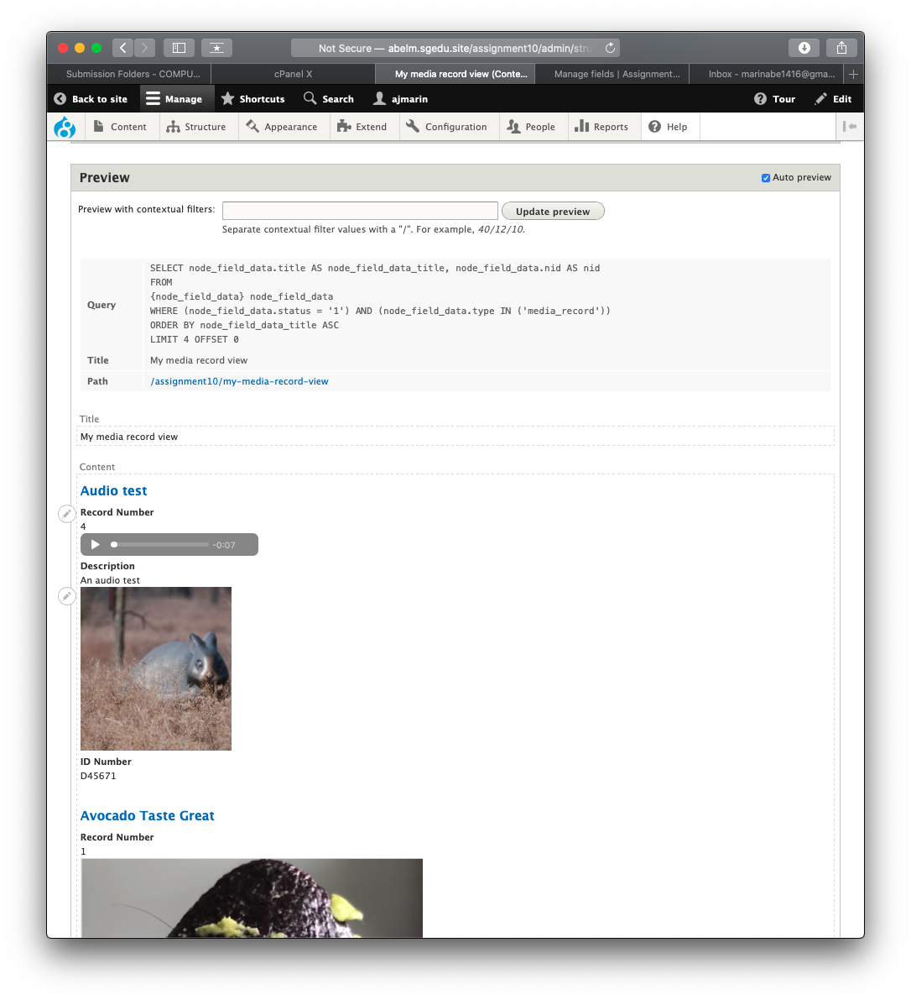 Not Secure — abelm.sgedu.site/assignment10/admin/stru
Submission Folders - COMPU...
cPanel X
My media record view (Conte...
Manage fields | Assignment...
Inbox - marinabe1416@gma...
Back to site
Manage
Shortcuts
Search
ajmarin
Tour
Edit
Content
Structure
Appearance
Extend
Configuration
People
Reports
Help
Preview
Auto preview
Preview with contextual filters:
Update preview
Separate contextual filter values with a "/". For example, 40/12/10.
Query
SELECT node_field_data.title AS node_field_data_title, node_field_data.nid AS nid
FROM
{node_field_data} node_field_data
WHERE (node_field_data.status = '1') AND (node_field_data.type IN ('media_record'))
ORDER BY node_field_data_title ASC
LIMIT 4 OFFSET 0
Title
My media record view
Path
/assignment10/my-media-record-view
Title
My media record view
Content
Audio test
Record Number
4
-0:07
Description
An audio test
ID Number
D45671
Avocado Taste Great
Record Number
1